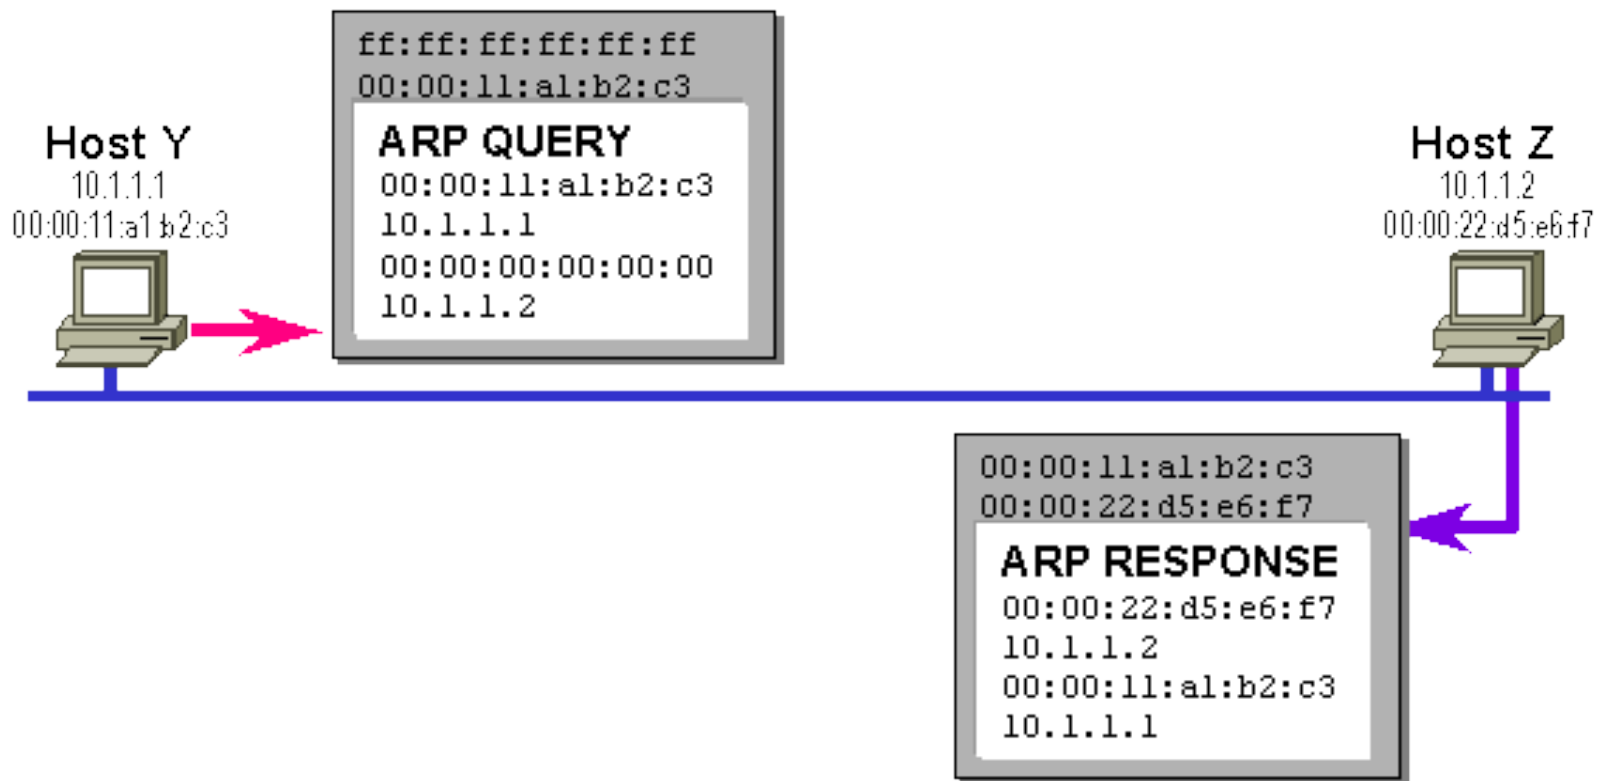 ff:ff:ff:ff:ff:ff
00:00:11:a1:b2:c3
ARP QUERY
00:00:11:a1:b2:c3
10.1.1.1
00:00:00:00:00:00
10.1.1.2
Host Y
10.1.1.1
00:00:11:a1:b2:c3
Host Z
10.1.1.2
00:00:22:d5:e6:f7
00:00:11:a1:b2:c3
00:00:22:d5:e6:f7
ARP RESPONSE
00:00:22:d5:e6:f7
10.1.1.2
00:00:11:a1:b2:c3
10.1.1.1